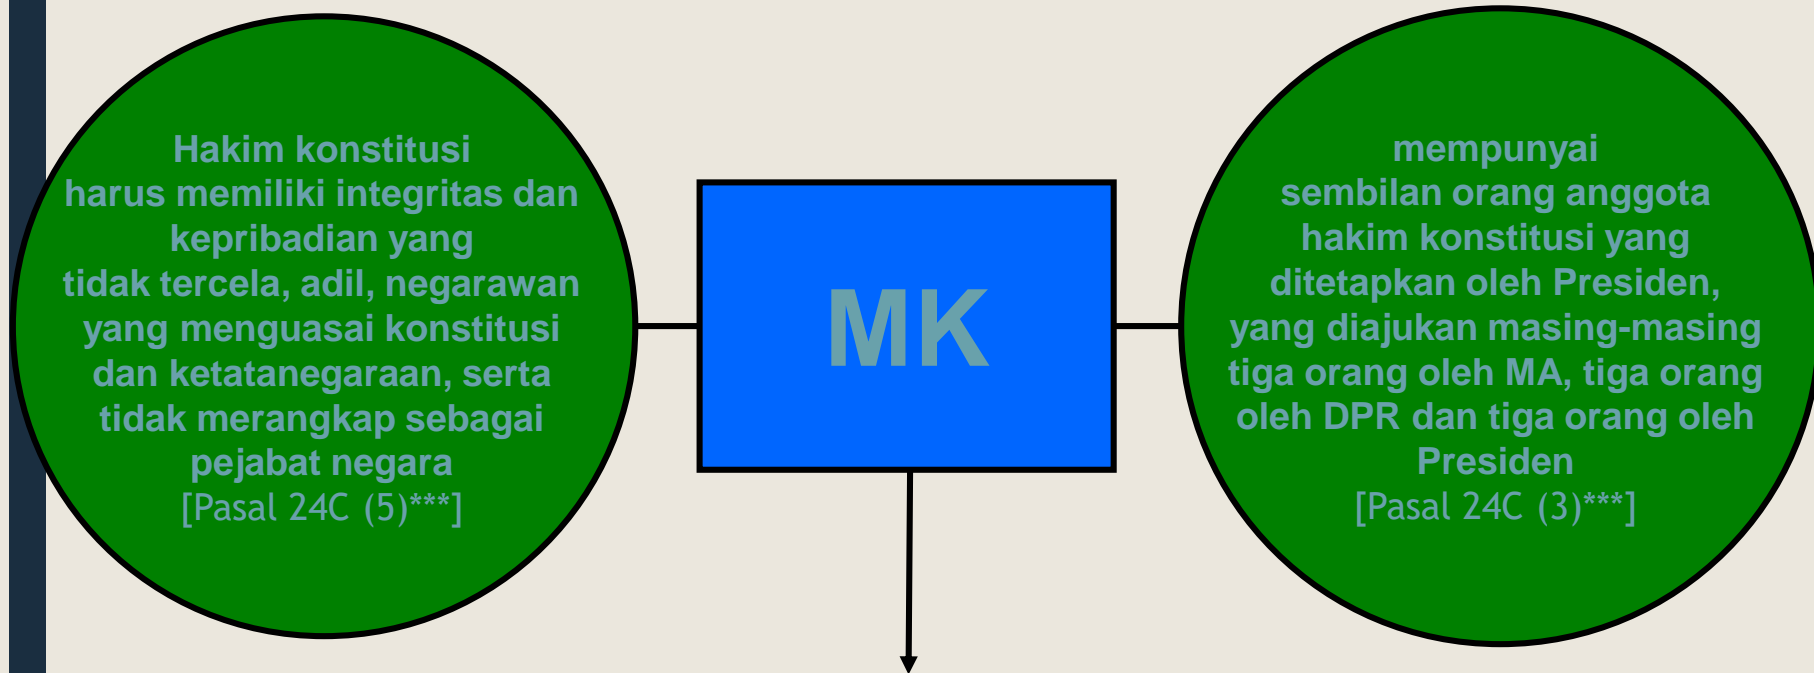 Hakim konstitusi
harus memiliki integritas dan
kepribadian yang
tidak tercela, adil, negarawan
yang menguasai konstitusi
dan ketatanegaraan, serta
tidak merangkap sebagai
pejabat negara
[Pasal 24C (5)***]
MK
mempunyai
sembilan orang anggota
hakim konstitusi yang
ditetapkan oleh Presiden,
yang diajukan masing-masing
tiga orang oleh MA, tiga orang
oleh DPR dan tiga orang oleh
Presiden
[Pasal 24C (3)***]